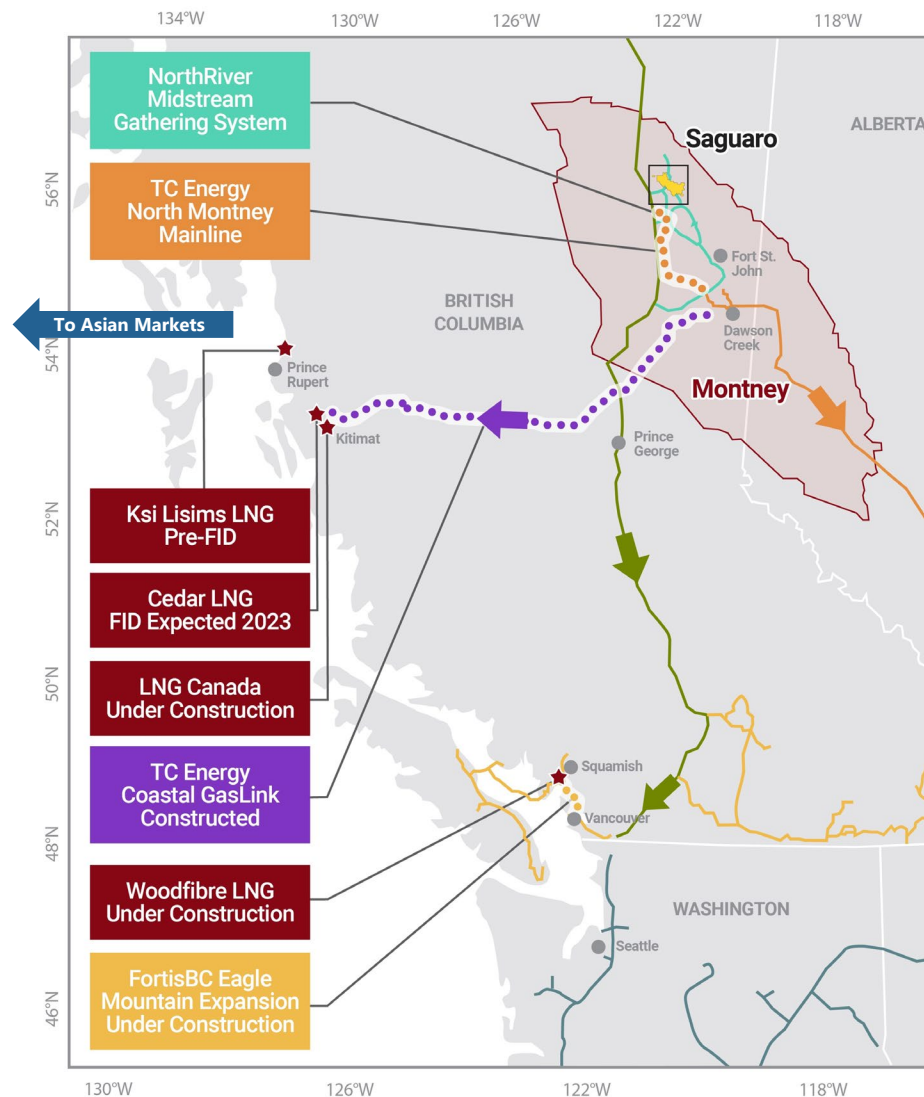 134°W
130°W
126°W
122°W
118°W
NorthRiver
Midstream
Gathering System
Saguaro
ALBERTA
56°N
TC Energy
North Montney
Mainline
Fort St.
John
BRITISH
COLUMBIA
To Asian Markets
54°N
Dawson
Creek
Prince
Rupert
Montney
Kitimat
Prince
George
52°N
Ksi Lisims LNG
Pre-FID
Cedar LNG
FID Expected 2023
50°N
LNG Canada
Under Construction
TC Energy
Coastal GasLink
Constructed
Squamish
Vancouver
48°N
Woodfibre LNG
Under Construction
WASHINGTON
Seattle
FortisBC Eagle
Mountain Expansion
Under Construction
46°N
130°W
126°W
122°W
118°W